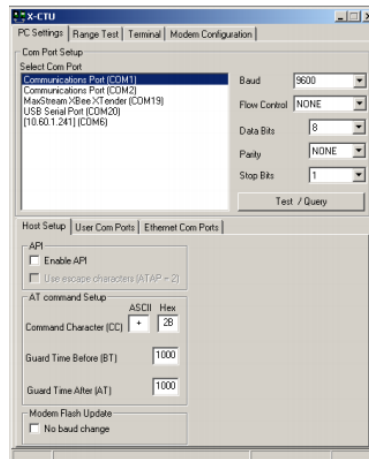 X-CTU
PC Settings Range Test Terminal Modem Configuration
Com Port Setup
Select Com Port
Communications Port (COM1)
Communications Port (COM2)
MaxStream XBee XTender (COM19)
USB Serial Port (COM20)
[10.60.1.241] (COM6)
Baud 9600
Flow Control NONE
Data Bits 8
Parity NONE
Stop Bits 1
Test / Query
Host Setup User Com Ports Ethernet Com Ports
API
Enable API
Use escape characters (ATAP = 2)
AT command Setup
ASCII Hex
Command Character (CC) + 2B
Guard Time Before (BT) 1000
Guard Time After (AT) 1000
Modem Flash Update
No baud change